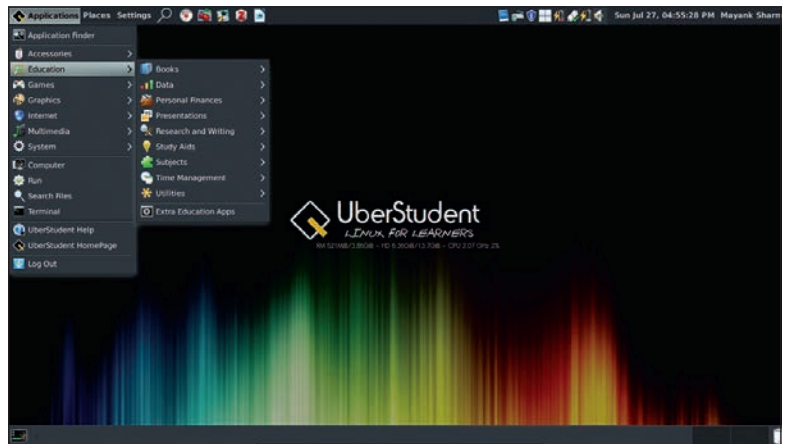 Applications Places Settings Sun Jul 27, 04:55:28 PM Mayank Sharm
Application finder
Accessories
Education
Games
Graphics
Internet
Multimedia
System
Computer
Run
Search Files
Terminal
UberStudent Help
UberStudent HomePage
Log Out
Books
Data
Personal Finances
Presentations
Research and Writing
Study Aids
Subjects
Time Management
Utilities
Extra Education Apps
UberStudent
LINUX FOR LEARNERS